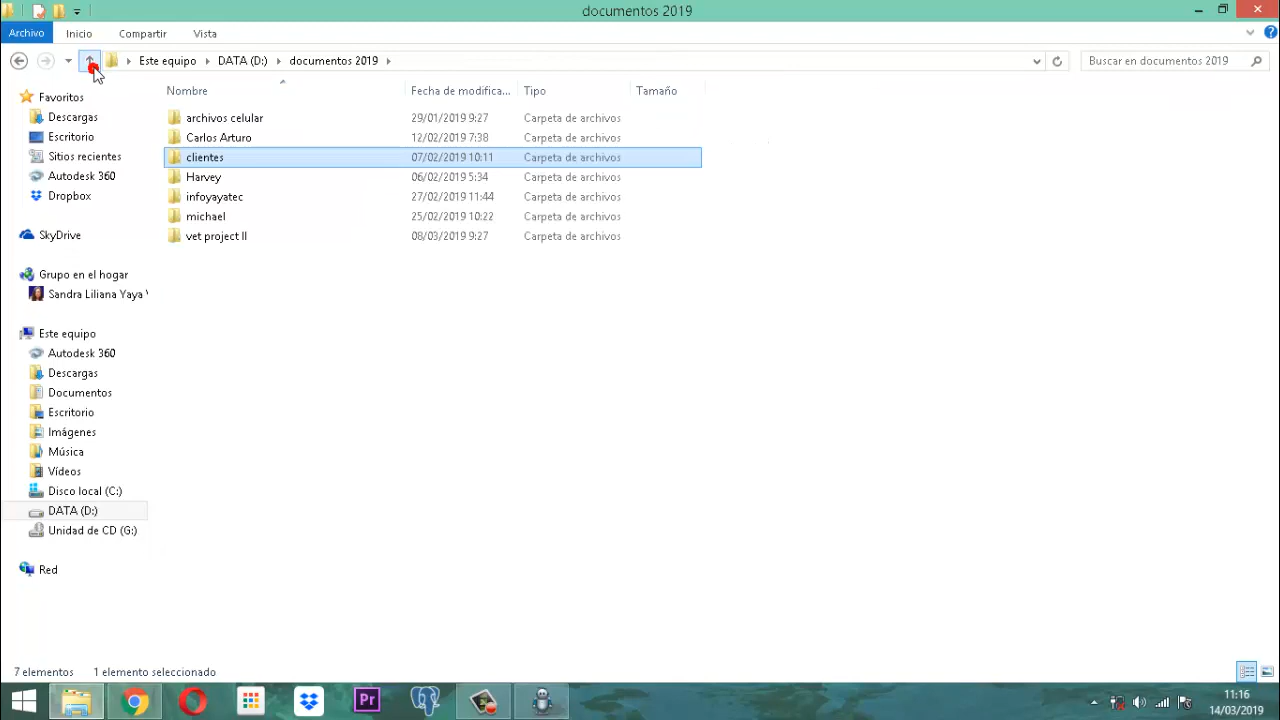 documentos 2019
Archivo Inicio Compartir Vista
Este equipo DATA (D:) documentos 2019 Buscar en documentos 2019
Nombre Fecha de modifica... Tipo Tamaño
archivos celular 29/01/2019 9:27 Carpeta de archivos
Carlos Arturo 12/02/2019 7:38 Carpeta de archivos
clientes 07/02/2019 10:11 Carpeta de archivos
Harvey 06/02/2019 5:34 Carpeta de archivos
infoyayatec 27/02/2019 11:44 Carpeta de archivos
michael 25/02/2019 10:22 Carpeta de archivos
vet project II 08/03/2019 9:27 Carpeta de archivos
Favoritos
Descargas
Escritorio
Sitios recientes
Autodesk 360
Dropbox
SkyDrive
Grupo en el hogar
Sandra Liliana Yaya
Este equipo
Autodesk 360
Descargas
Documentos
Escritorio
Imágenes
Música
Vídeos
Disco local (C:)
DATA (D:)
Unidad de CD (G:)
Red
7 elementos 1 elemento seleccionado
Pr
11:16
14/03/2019